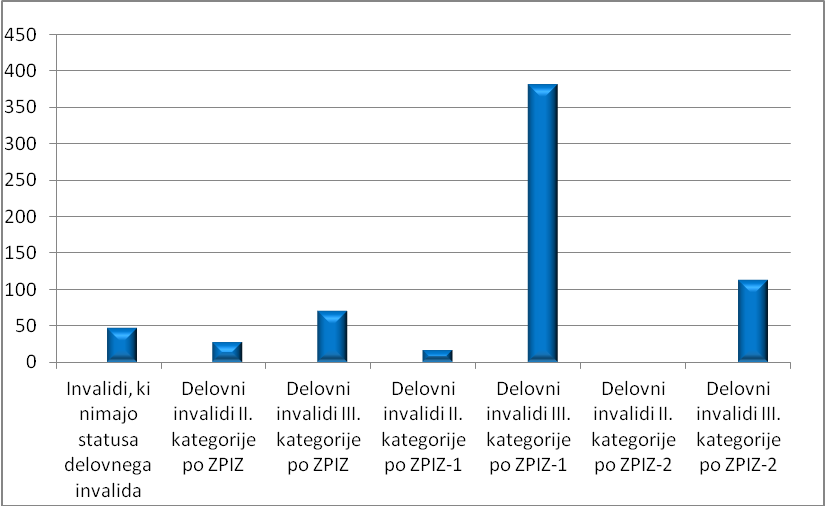 450
400
350
300
250
200
150
100
50
0
Invalidi, ki
nimajo
statusa
delovnega
invalida
Delovni
invalidi II.
kategorije
po ZPIZ
Delovni
invalidi III.
kategorije
po ZPIZ
Delovni
invalidi II.
kategorije
po ZPIZ-1
Delovni
invalidi III.
kategorije
po ZPIZ-1
Delovni
invalidi II.
kategorije
po ZPIZ-2
Delovni
invalidi III.
kategorije
po ZPIZ-2